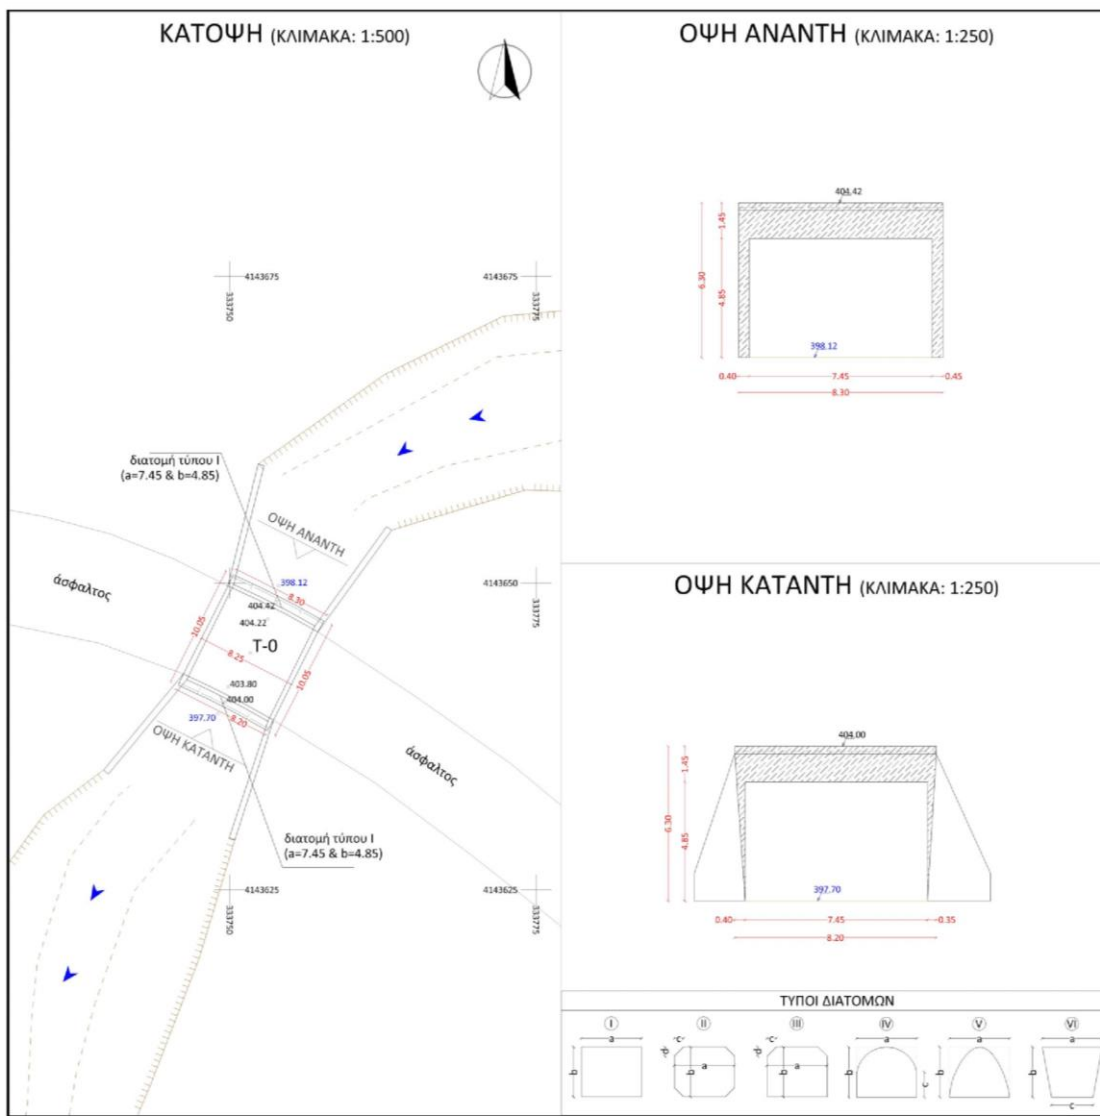 ΚΑΤΟΨΗ (ΚΛΙΜΑΚΑ: 1:500)
4143675
4143675
333750
333775
διατομή τύπου Ι
(a=7.45 & b=4.85)
ΟΨΗ ΑΝΑΝΤΗ
άσφαλτος
398.12
8.30
4143650
333775
404.42
404.22
10.05
T-0
8.25
10.05
403.80
404.00
397.70
8.20
ΟΨΗ ΚΑΤΑΝΤΗ
άσφαλτος
διατομή τύπου Ι
(a=7.45 & b=4.85)
4143625
4143625
333750
333775
ΟΨΗ ΑΝΑΝΤΗ (ΚΛΙΜΑΚΑ: 1:250)
404.42
1.45
6.30
4.85
398.12
0.40
7.45
0.45
8.30
ΟΨΗ ΚΑΤΑΝΤΗ (ΚΛΙΜΑΚΑ: 1:250)
404.00
1.45
6.30
4.85
397.70
0.40
7.45
0.35
8.20
ΤΥΠΟΙ ΔΙΑΤΟΜΩΝ
I II III IV V VI
a c c a a a
b d b a d b a b c b b
c